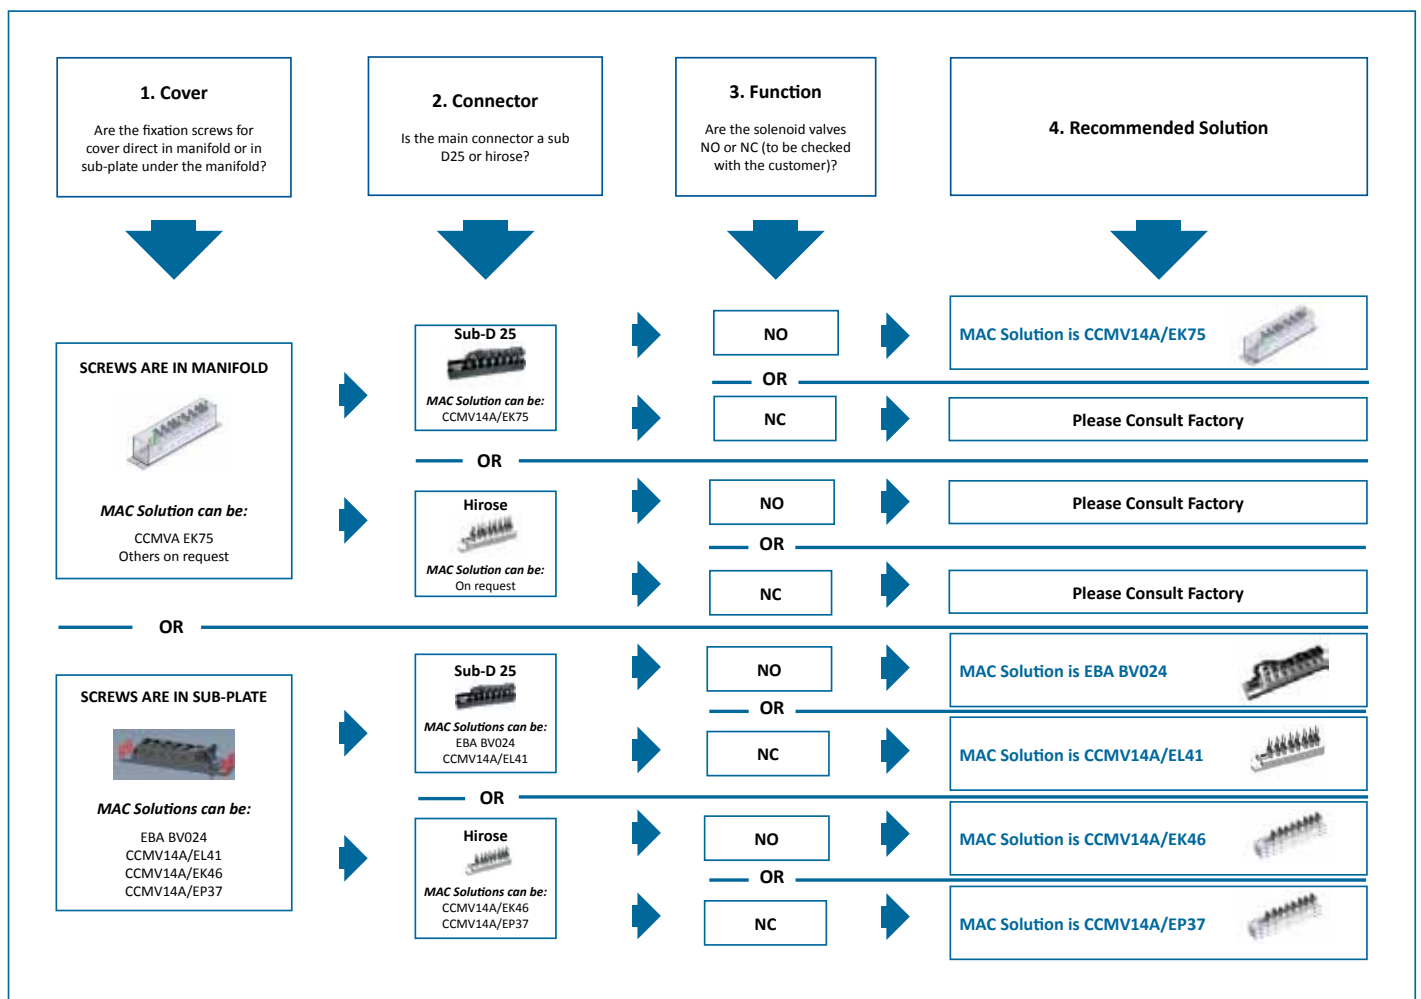 1. Cover
Are the fixation screws for
cover direct in manifold or in
sub-plate under the manifold?
2. Connector
Is the main connector a sub
D25 or hirose?
3. Function
Are the solenoid valves
NO or NC (to be checked
with the customer)?
4. Recommended Solution
SCREWS ARE IN MANIFOLD
MAC Solution can be:
CCMVA EK75
Others on request
Sub-D 25
MAC Solution can be:
CCMV14A/EK75
NO
MAC Solution is CCMV14A/EK75
OR
NC
Please Consult Factory
OR
Hirose
MAC Solution can be:
On request
NO
Please Consult Factory
OR
NC
Please Consult Factory
OR
SCREWS ARE IN SUB-PLATE
MAC Solutions can be:
EBA BV024
CCMV14A/EL41
CCMV14A/EK46
CCMV14A/EP37
Sub-D 25
MAC Solutions can be:
EBA BV024
CCMV14A/EL41
NO
MAC Solution is EBA BV024
OR
NC
MAC Solution is CCMV14A/EL41
OR
Hirose
MAC Solutions can be:
CCMV14A/EK46
CCMV14A/EP37
NO
MAC Solution is CCMV14A/EK46
OR
NC
MAC Solution is CCMV14A/EP37